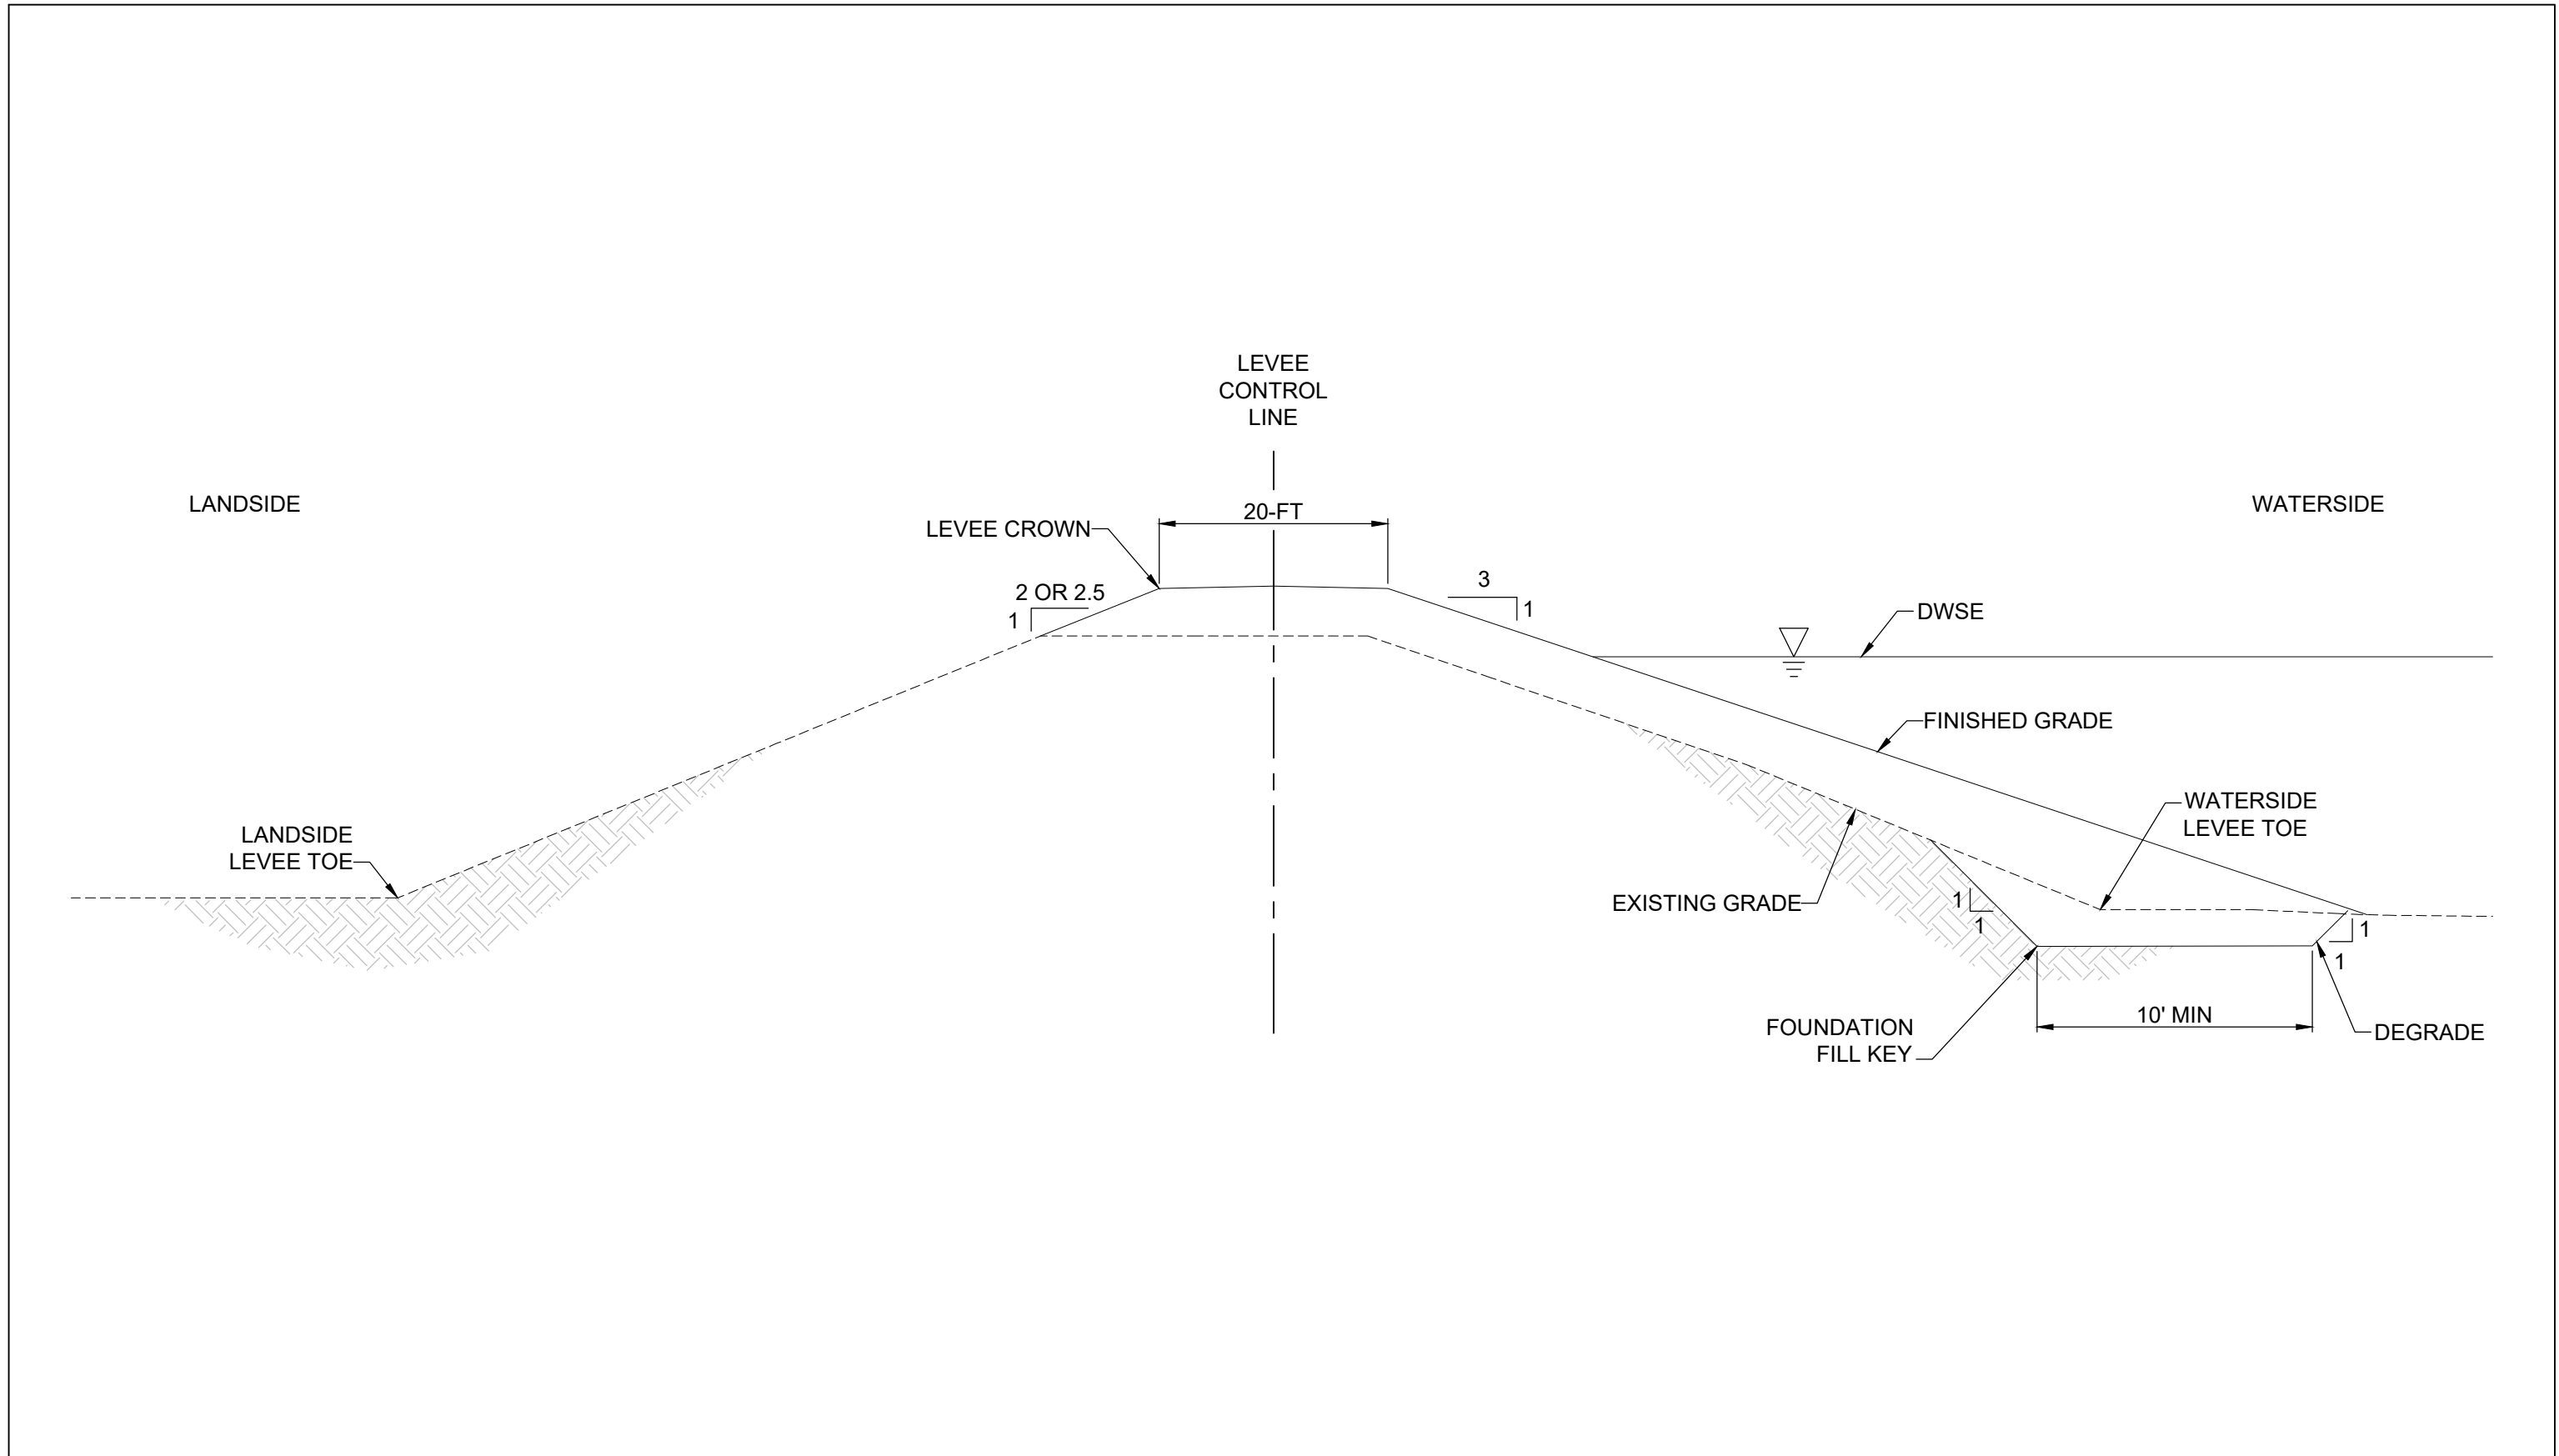 LEVEE
CONTROL
LINE
LANDSIDE
WATERSIDE
20-FT
LEVEE CROWN
2 OR 2.5
1
3
1
DWSE
FINISHED GRADE
WATERSIDE
LEVEE TOE
LANDSIDE
LEVEE TOE
EXISTING GRADE
1
1
1
1
10' MIN
FOUNDATION
FILL KEY
DEGRADE